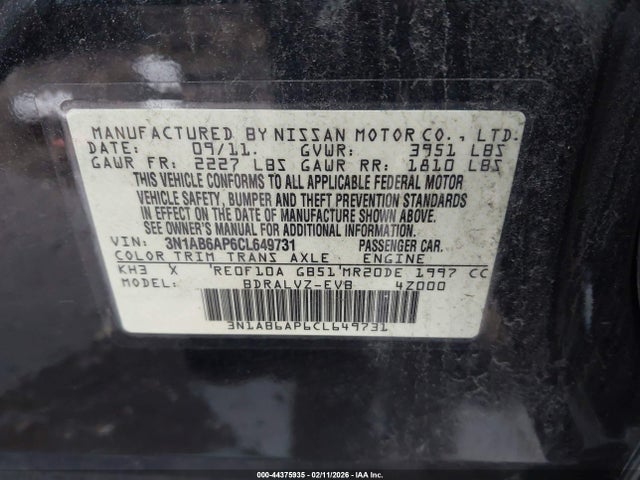 MANUFACTURED BY NISSAN MOTOR CO., LTD.
DATE: 09/11. GVWR: 3951 LBS
GAWR FR: 2227 LBS GAWR RR: 1810 LBS
THIS VEHICLE CONFORMS TO ALL APPLICABLE FEDERAL MOTOR
VEHICLE SAFETY, BUMPER AND THEFT PREVENTION STANDARDS
IN EFFECT ON THE DATE OF MANUFACTURE SHOWN ABOVE.
SEE OWNER'S MANUAL FOR ADDITIONAL INFORMATION.
VIN: 3N1AB6AP6CL649731 PASSENGER CAR.
COLOR TRIM TRANS AXLE ENGINE
KH3 X 'RE0F10A GB51'MR20DE 1997 CC
MODEL: BDRALVZ-EVB 4Z000
3N1AB6AP6CL649731
000-44375935 - 02/11/2026 - IAA Inc.